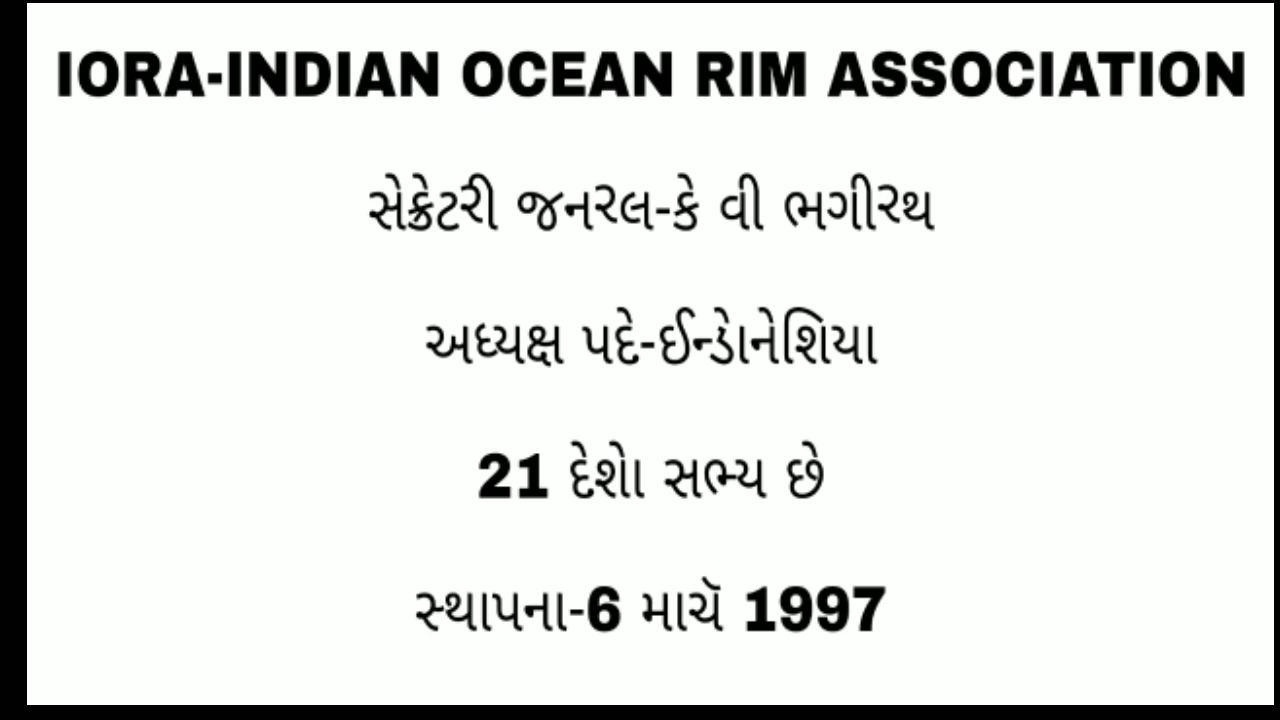 IORA-INDIAN OCEAN RIM ASSOCIATION
સેક્રેટરી જનરલ-કે વી ભગીરથ
અધ્યક્ષ પદે-ઈન્ડોનેશિયા
21 દેશો સભ્ય છે
સ્થાપના-6 માચૅ 1997